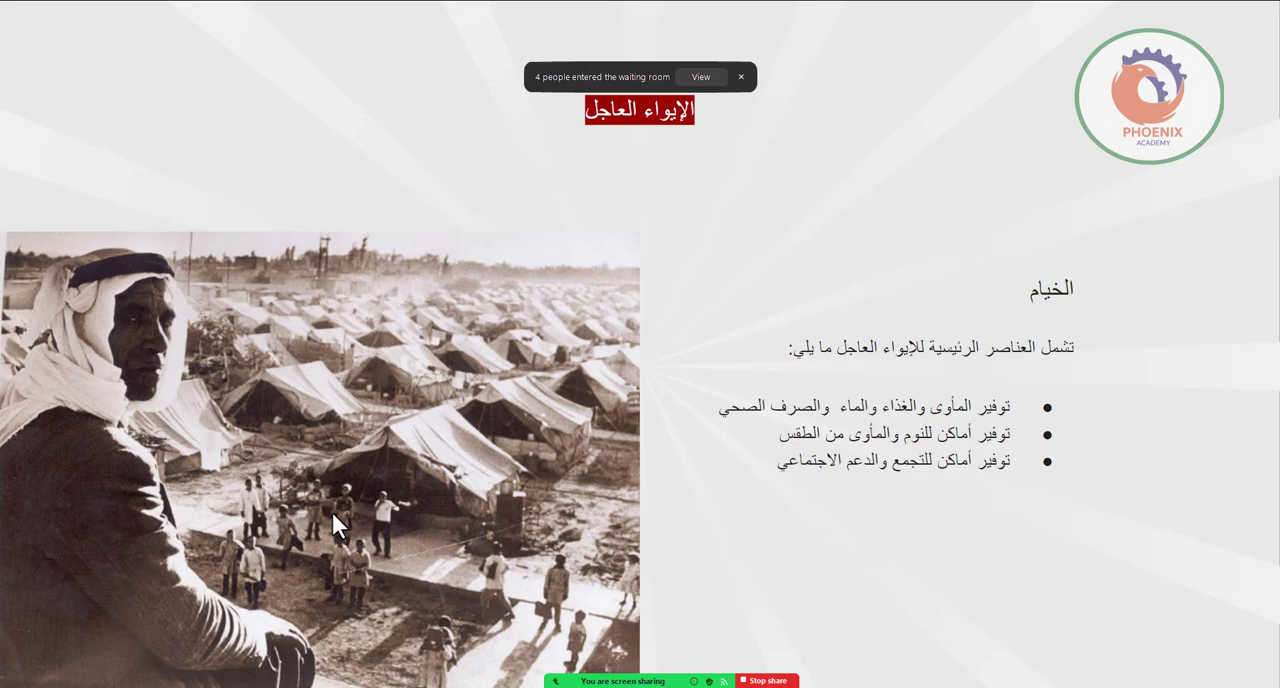 4 people entered the waiting room View
الإيواء العاجل
PHOENIX
ACADEMY
الخيام
تشمل العناصر الرئيسية للإيواء العاجل ما يلي:
● توفير المأوى والغذاء والماء والصرف الصحي
● توفير أماكن للنوم والمأوى من الطقس
● توفير أماكن للتجمع والدعم الاجتماعي
You are screen sharing Stop share